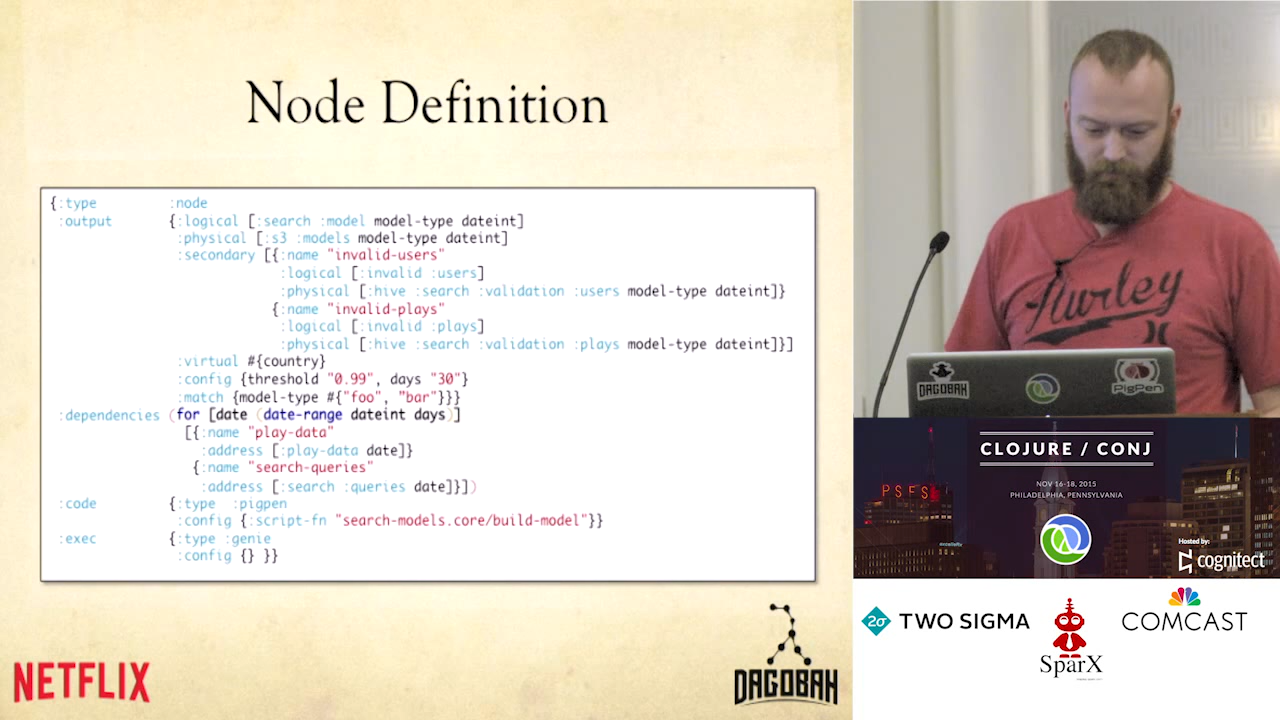 Node Definition
{:type :node
:output {:logical [:search :model model-type dateint]
:physical [:s3 :models model-type dateint]
:secondary [{:name "invalid-users"
:logical [:invalid :users]
:physical [:hive :search :validation :users model-type dateint]}
{:name "invalid-plays"
:logical [:invalid :plays]
:physical [:hive :search :validation :plays model-type dateint]}]
:virtual #{country}
:config {threshold "0.99", days "30"}
:match {model-type #{"foo", "bar"}}}
:dependencies (for [date (date-range dateint days)]
[{:name "play-data"
:address [:play-data date]}
{:name "search-queries"
:address [:search :queries date]}])
:code {:type :pigpen
:config {:script-fn "search-models.core/build-model"}}
:exec {:type :genie
:config {} }}
NETFLIX
DAGOBAH
Hurley
DAGOBAH
PigPen
CLOJURE / CONJ
NOV 16-18, 2015
PHILADELPHIA, PENNSYLVANIA
PSFS
Hosted by:
cognitect
2σ TWO SIGMA
SparX
COMCAST